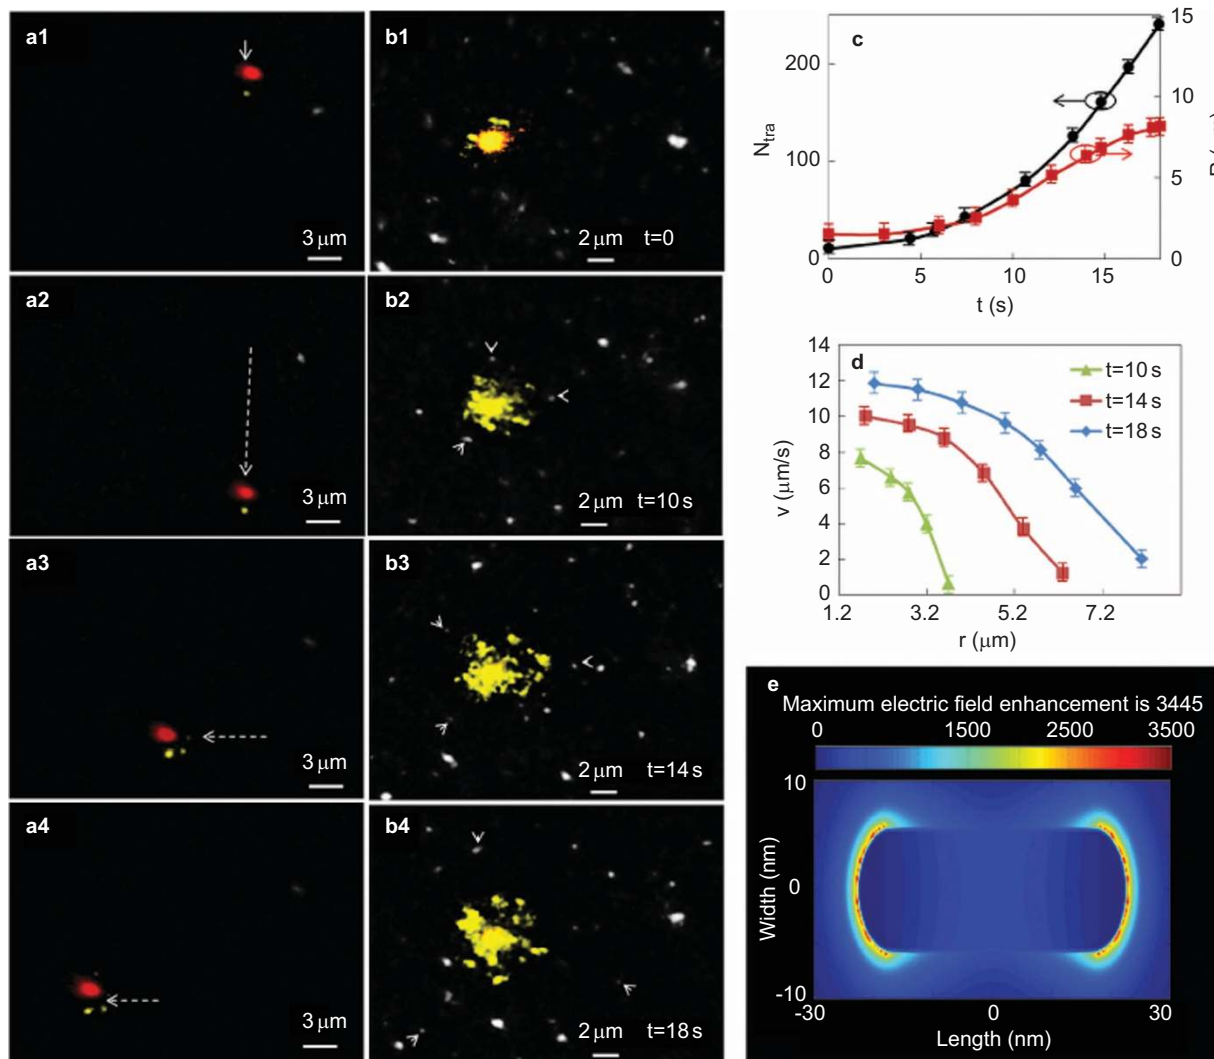 a1
3 μm
a2
3 μm
a3
3 μm
a4
3 μm
b1
2 μm t=0
b2
2 μm t=10 s
b3
2 μm t=14 s
b4
2 μm t=18 s
c
N_tra
200
100
0
15
10
5
0
0 5 10 15
t (s)
d
v (μm/s)
14
12
10
8
6
4
2
0
t=10 s
t=14 s
t=18 s
1.2 3.2 5.2 7.2
r (μm)
e
Maximum electric field enhancement is 3445
0 1500 2500 3500
Width (nm)
10
0
-10
-30 0 30
Length (nm)